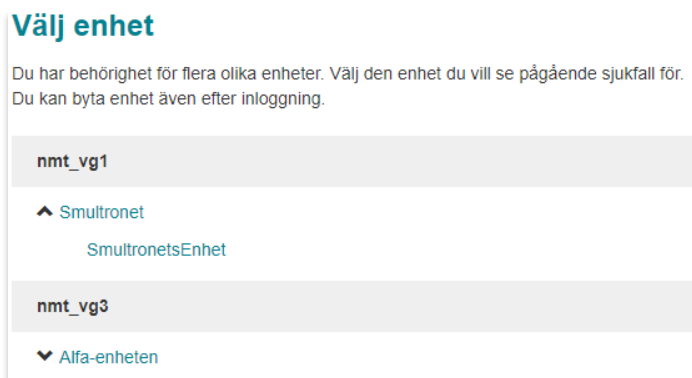 Välj enhet
Du har behörighet för flera olika enheter. Välj den enhet du vill se pågående sjukfall för.
Du kan byta enhet även efter inloggning.
nmt_vg1
Smultronet
SmultronetsEnhet
nmt_vg3
Alfa-enheten